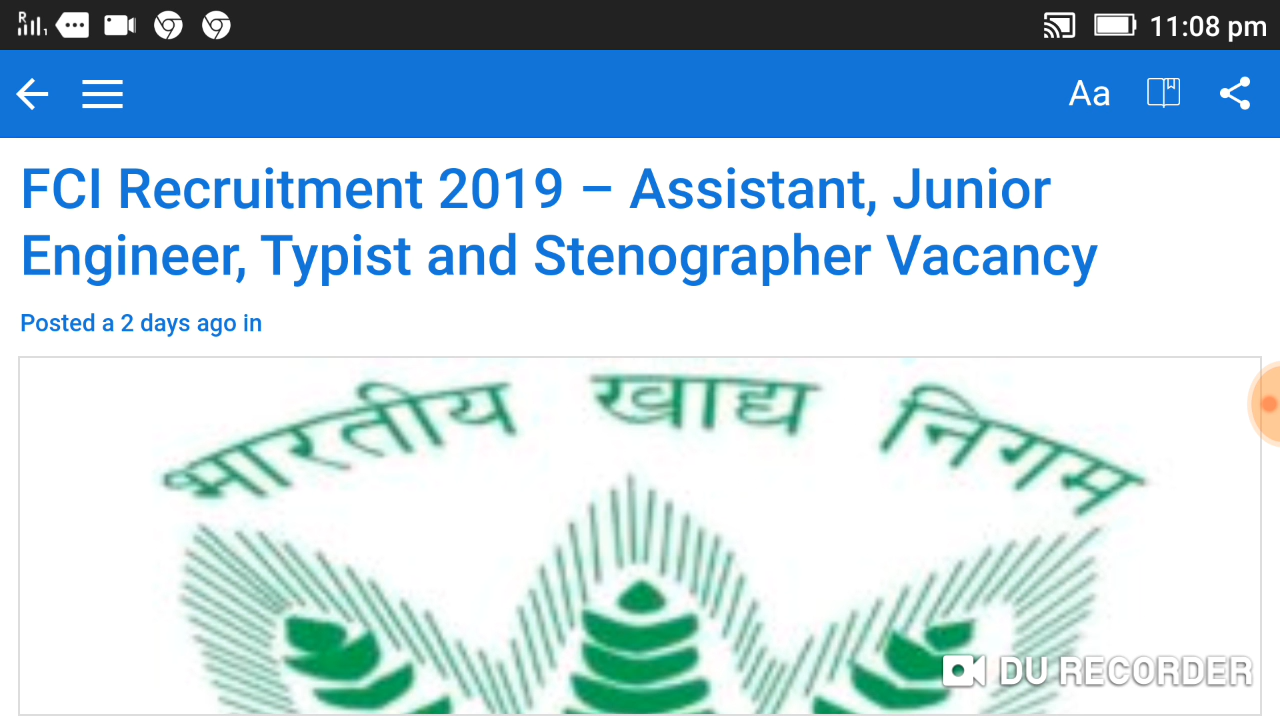 R 1 11:08 pm
Aa
FCI Recruitment 2019 – Assistant, Junior
Engineer, Typist and Stenographer Vacancy
Posted a 2 days ago in
भारतीय खाद्य निगम
DU RECORDER